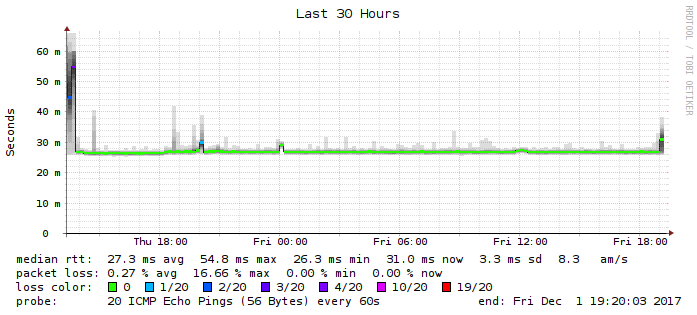 Last 30 Hours
RRDTOOL / TOBI OETIKER
Seconds
60 m
50 m
40 m
30 m
20 m
10 m
0
Thu 18:00 Fri 00:00 Fri 06:00 Fri 12:00 Fri 18:00
median rtt: 27.3 ms avg 54.8 ms max 26.3 ms min 31.0 ms now 3.3 ms sd 8.3 am/s
packet loss: 0.27 % avg 16.66 % max 0.00 % min 0.00 % now
loss color: 0 1/20 2/20 3/20 4/20 10/20 19/20
probe: 20 ICMP Echo Pings (56 Bytes) every 60s end: Fri Dec 1 19:20:03 2017